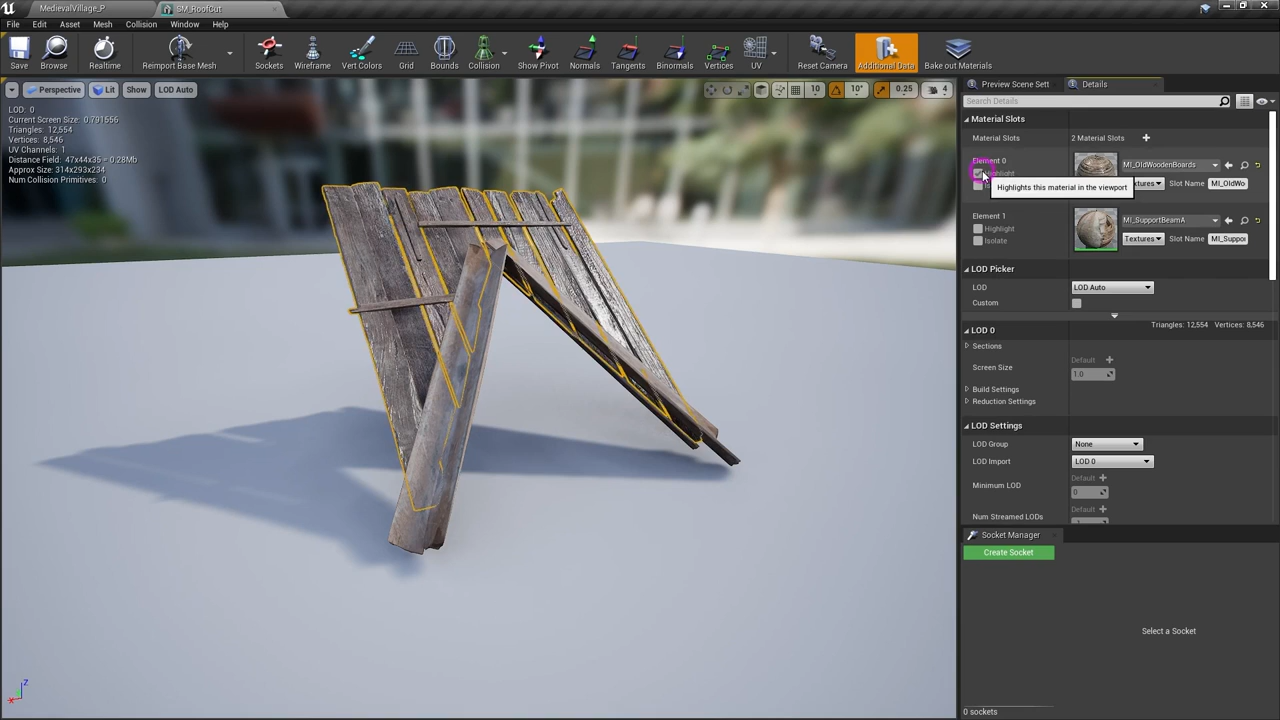 MedievalVillage_P
SM_RoofCut
File Edit Asset Mesh Collision Window Help
Save Browse Realtime Reimport Base Mesh Sockets Wireframe Vert Colors Grid Bounds Collision Show Pivot Normals Tangents Binormals Vertices UV Reset Camera Additional Data Bake out Materials
Perspective Lit Show LOD Auto
10 10° 0.25 4
LOD: 0
Current Screen Size: 0.791556
Triangles: 12,554
Vertices: 8,546
UV Channels: 1
Distance Field: 47x44x35 = 0.28Mb
Approx Size: 314x293x234
Num Collision Primitives: 0
Z
X
Preview Scene Sett
Details
Search Details
Material Slots
Material Slots 2 Material Slots
Element 0
Highlight
MI_OldWoodenBoards
Textures Slot Name MI_OldWo
Highlights this material in the viewport
Element 1
Highlight
Isolate
MI_SupportBeamA
Textures Slot Name MI_Suppor
LOD Picker
LOD LOD Auto
Custom
Triangles: 12,554 Vertices: 8,546
LOD 0
Sections
Screen Size Default
1.0
Build Settings
Reduction Settings
LOD Settings
LOD Group None
LOD Import LOD 0
Minimum LOD Default
0
Num Streamed LODs Default
Socket Manager
Create Socket
Select a Socket
0 sockets